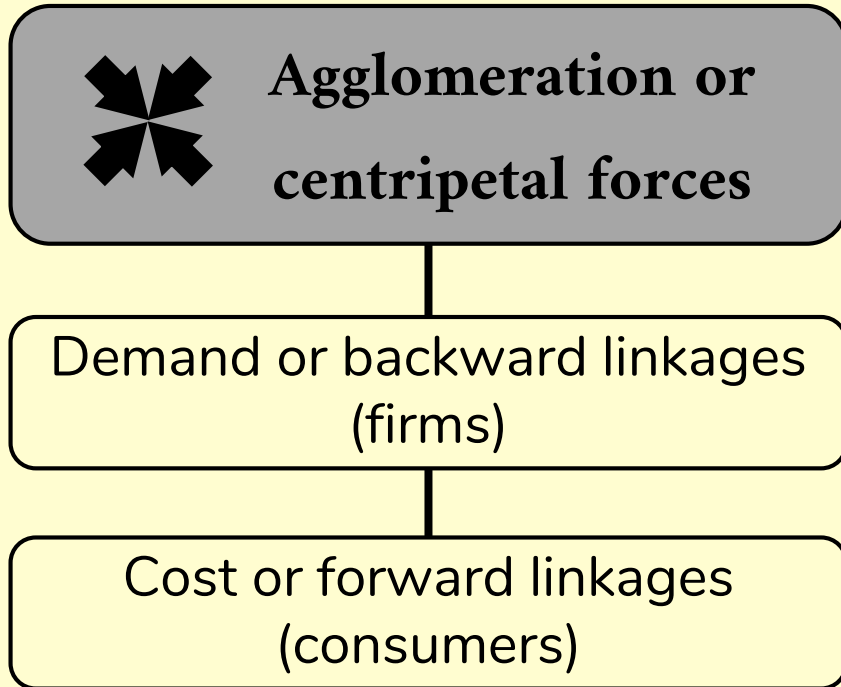 Agglomeration or
centripetal forces
Demand or backward linkages
(firms)
Cost or forward linkages
(consumers)